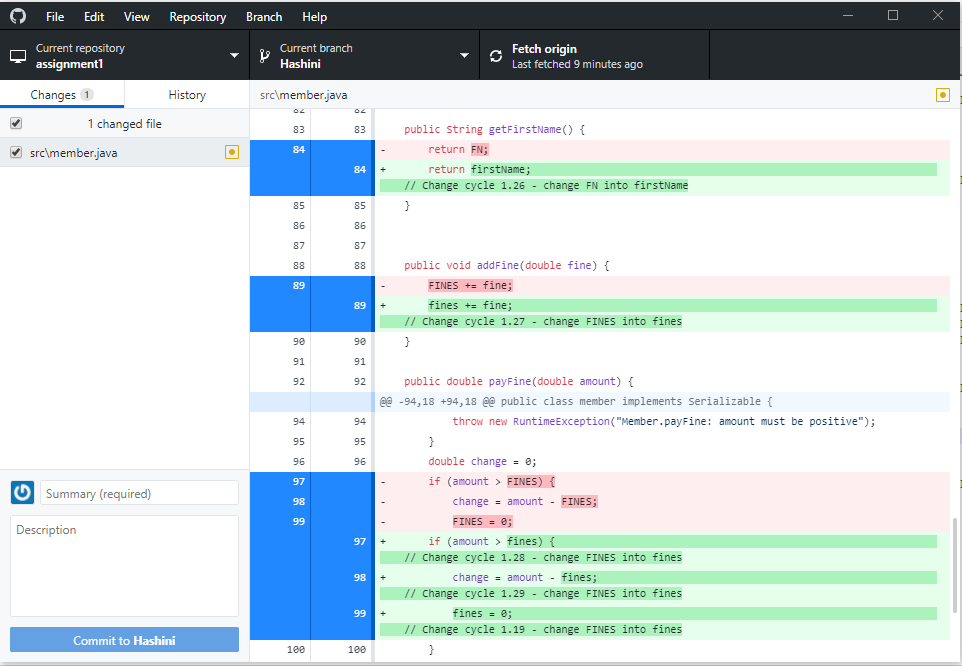 File Edit View Repository Branch Help
Current repository
assignment1
Current branch
Hashini
Fetch origin
Last fetched 9 minutes ago
Changes 1
History
src\member.java
1 changed file
src\member.java
82 82
83 83 public String getFirstName() {
84 - return FN;
84 + return firstName;
// Change cycle 1.26 - change FN into firstName
85 85 }
86 86
87 87
88 88 public void addFine(double fine) {
89 - FINES += fine;
89 + fines += fine;
// Change cycle 1.27 - change FINES into fines
90 90 }
91 91
92 92 public double payFine(double amount) {
@@ -94,18 +94,18 @@ public class member implements Serializable {
94 94 throw new RuntimeException("Member.payFine: amount must be positive");
95 95 }
96 96 double change = 0;
97 - if (amount > FINES) {
98 - change = amount - FINES;
99 - FINES = 0;
97 + if (amount > fines) {
// Change cycle 1.28 - change FINES into fines
98 + change = amount - fines;
// Change cycle 1.29 - change FINES into fines
99 + fines = 0;
// Change cycle 1.19 - change FINES into fines
100 100 }
Summary (required)
Description
Commit to Hashini